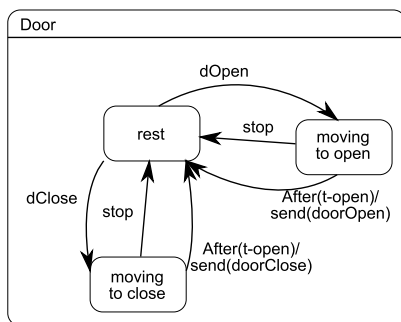 Door
dOpen
rest
stop
moving
to open
dClose
stop
After(t-open)/
send(doorOpen)
After(t-open)/
send(doorClose)
moving
to close